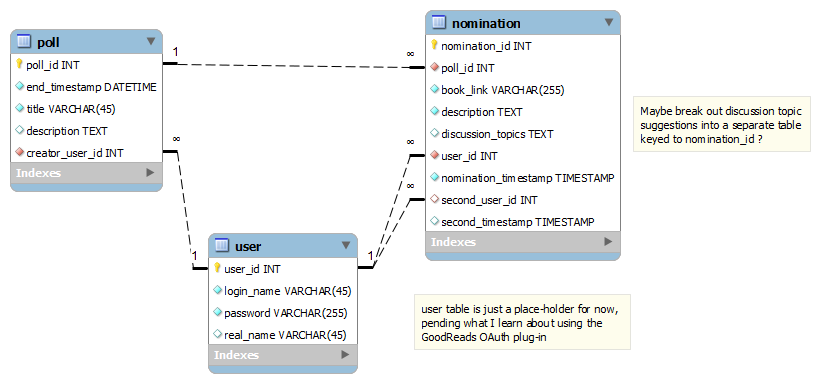 poll
poll_id INT
end_timestamp DATETIME
title VARCHAR(45)
description TEXT
creator_user_id INT
Indexes
1
∞
∞
1
nomination
nomination_id INT
poll_id INT
book_link VARCHAR(255)
description TEXT
discussion_topics TEXT
user_id INT
nomination_timestamp TIMESTAMP
second_user_id INT
second_timestamp TIMESTAMP
Indexes
∞
∞
1
Maybe break out discussion topic
suggestions into a separate table
keyed to nomination_id ?
user
user_id INT
login_name VARCHAR(45)
password VARCHAR(255)
real_name VARCHAR(45)
Indexes
user table is just a place-holder for now,
pending what I learn about using the
GoodReads OAuth plug-in